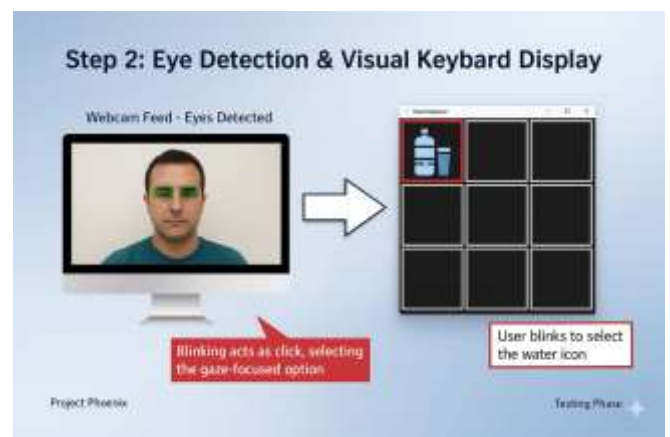 Step 2: Eye Detection & Visual Keybard Display
Webcam Feed - Eyes Detected
Blinking acts as click, selecting
the gaze-focused option
User blinks to select
the water icon
Project Phoenix
Testing Phase